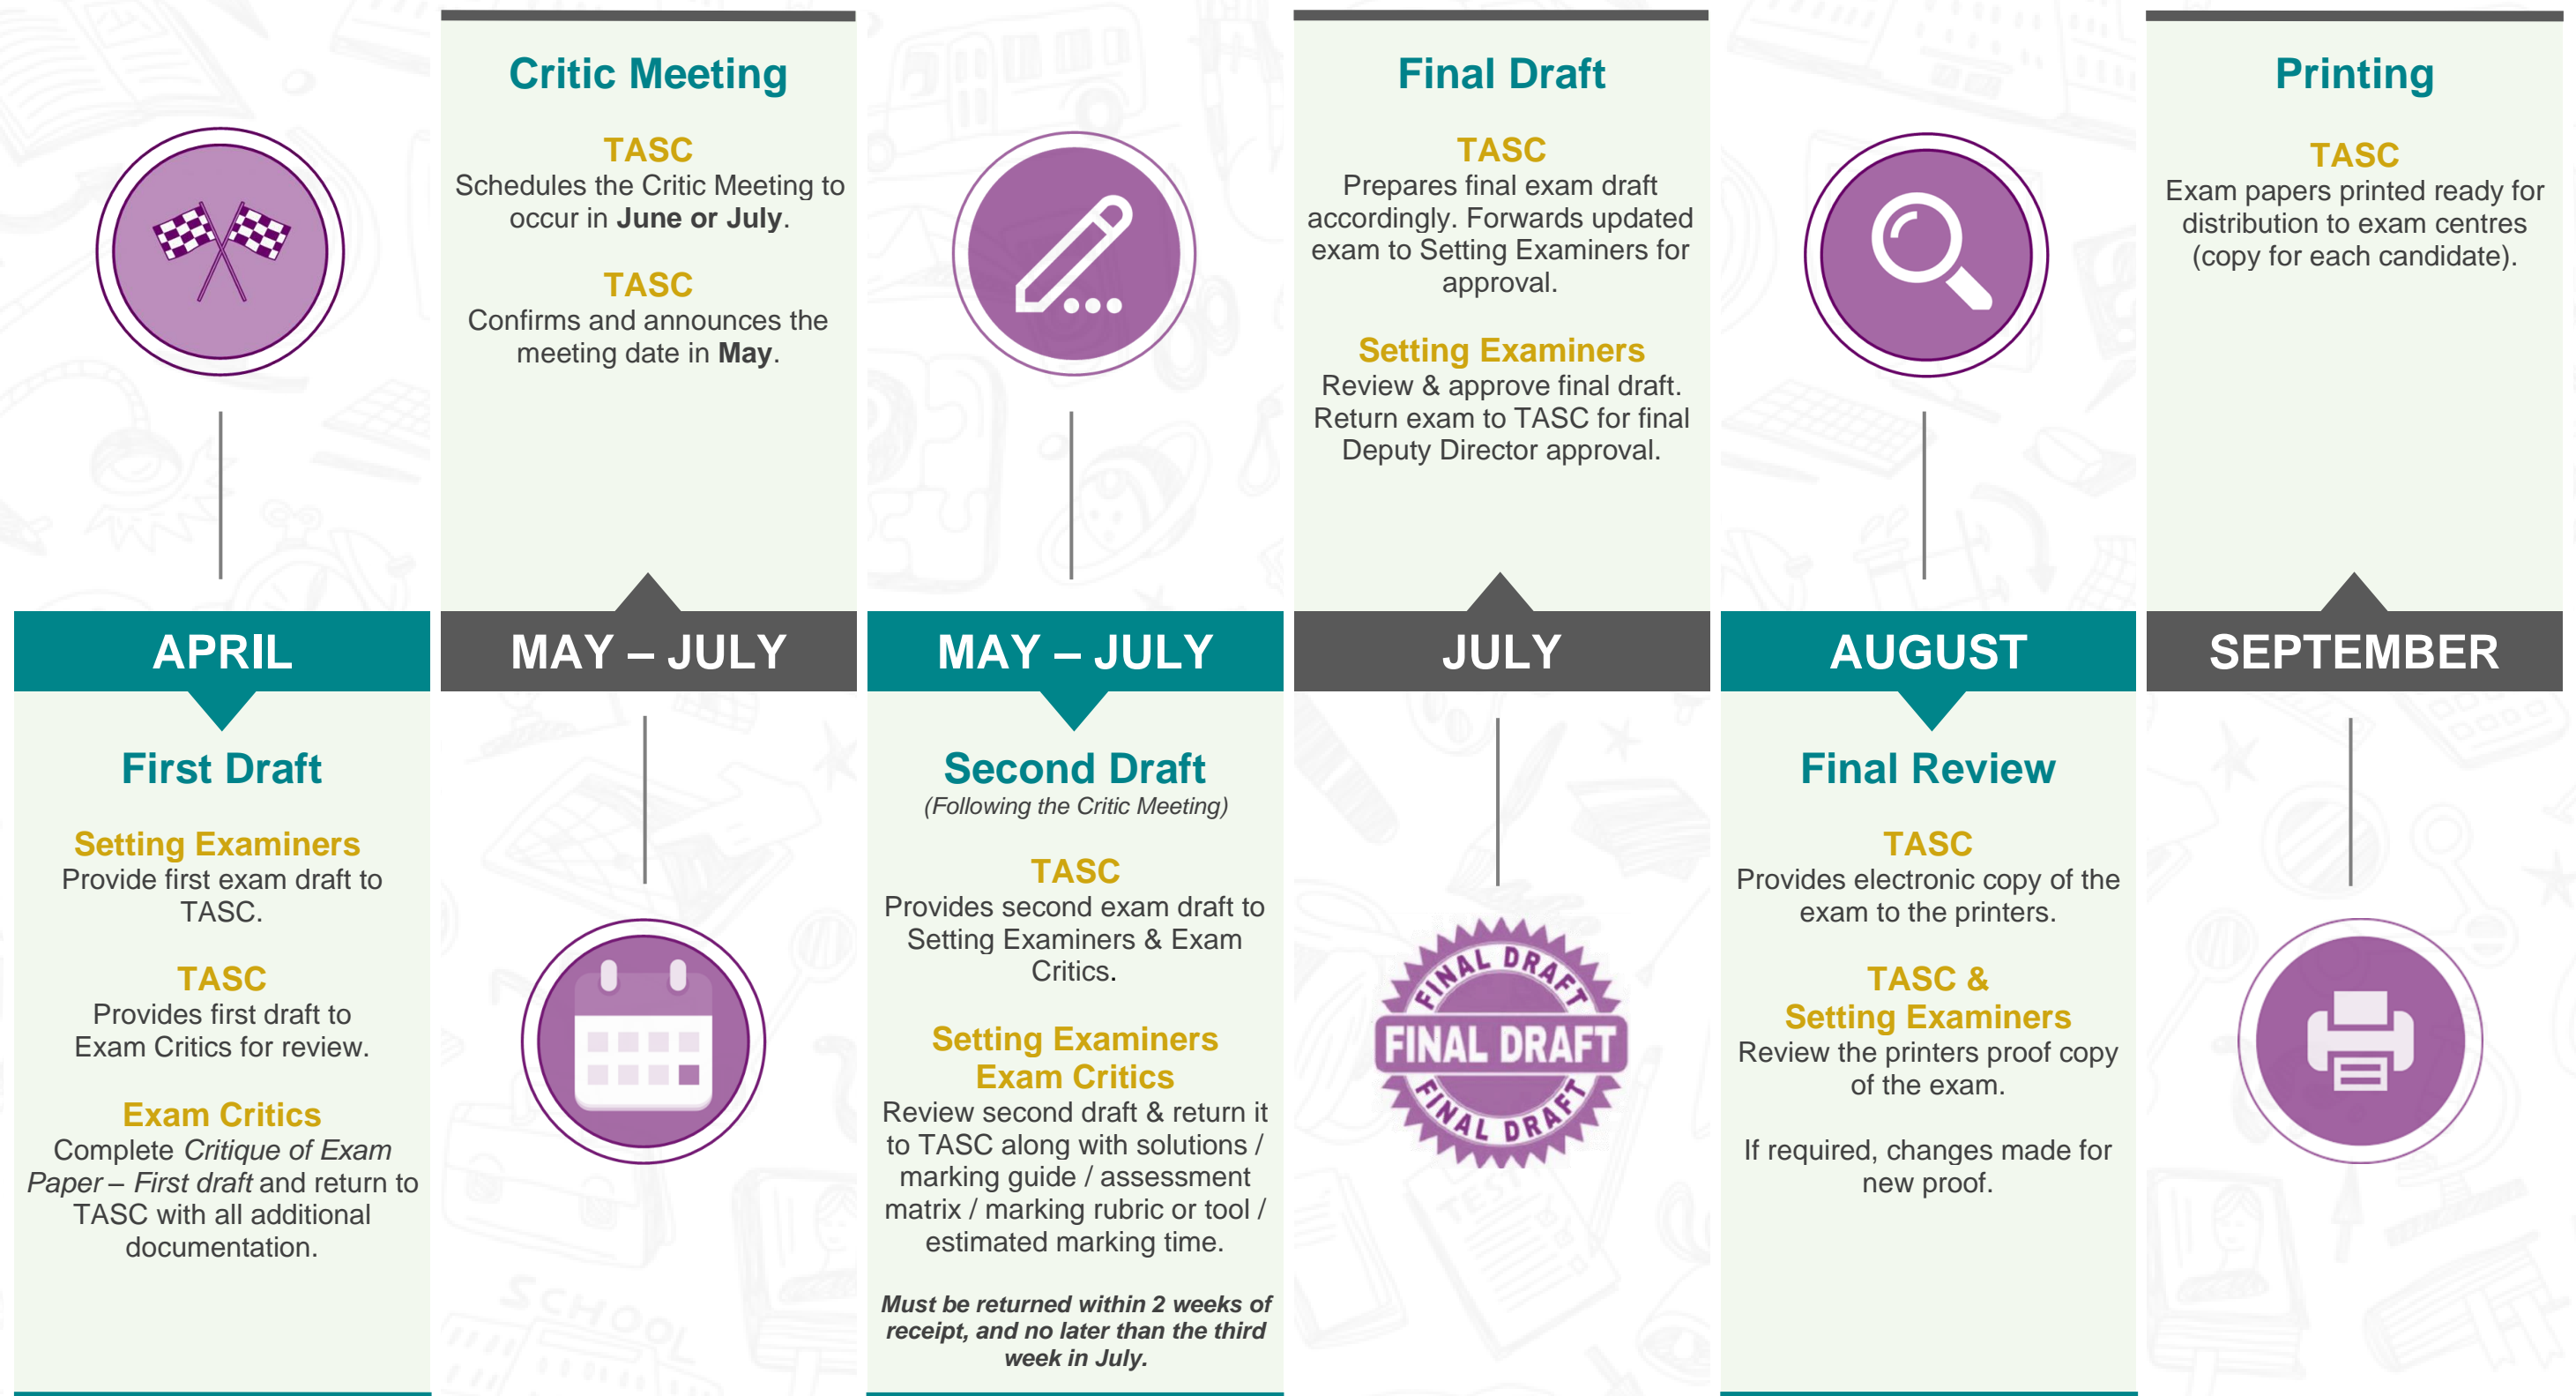 APRIL
First Draft
Setting Examiners
Provide first exam draft to
TASC.
TASC
Provides first draft to
Exam Critics for review.
Exam Critics
Complete Critique of Exam
Paper – First draft and return to
TASC with all additional
documentation.
Critic Meeting
TASC
Schedules the Critic Meeting to
occur in June or July.
TASC
Confirms and announces the
meeting date in May.
MAY – JULY
MAY – JULY
Second Draft
(Following the Critic Meeting)
TASC
Provides second exam draft to
Setting Examiners & Exam
Critics.
Setting Examiners
Exam Critics
Review second draft & return it
to TASC along with solutions /
marking guide / assessment
matrix / marking rubric or tool /
estimated marking time.
Must be returned within 2 weeks of
receipt, and no later than the third
week in July.
Final Draft
TASC
Prepares final exam draft
accordingly. Forwards updated
exam to Setting Examiners for
approval.
Setting Examiners
Review & approve final draft.
Return exam to TASC for final
Deputy Director approval.
JULY
FINAL DRAFT
FINAL DRAFT
FINAL DRAFT
AUGUST
Final Review
TASC
Provides electronic copy of the
exam to the printers.
TASC &
Setting Examiners
Review the printers proof copy
of the exam.
If required, changes made for
new proof.
Printing
TASC
Exam papers printed ready for
distribution to exam centres
(copy for each candidate).
SEPTEMBER
SCHOOL
TEST